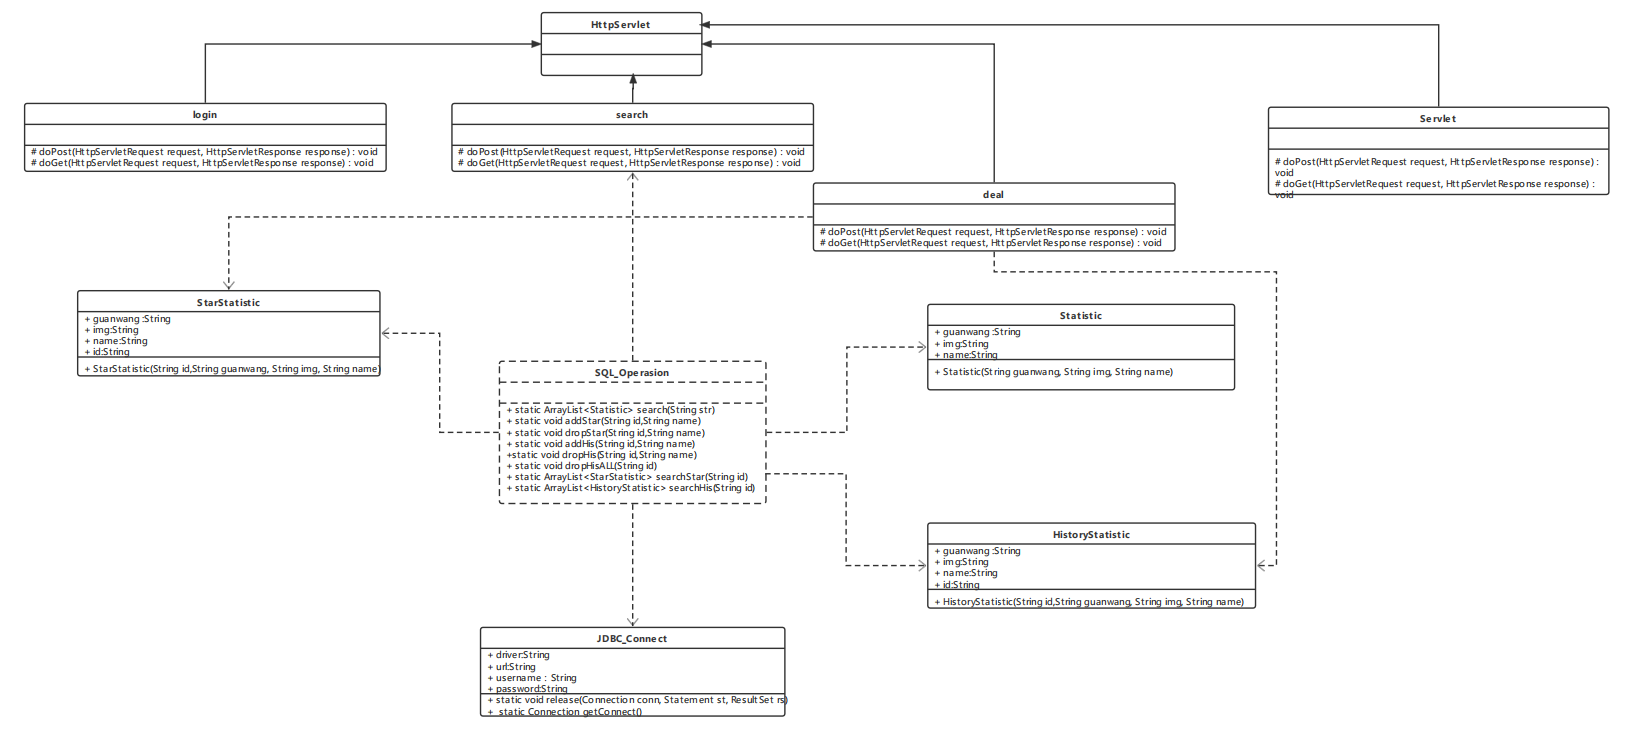 HttpServlet
login
# doPost(HttpServletRequest request, HttpServletResponse response) : void
# doGet(HttpServletRequest request, HttpServletResponse response) : void
search
# doPost(HttpServletRequest request, HttpServletResponse response) : void
# doGet(HttpServletRequest request, HttpServletResponse response) : void
Servlet
# doPost(HttpServletRequest request, HttpServletResponse response) :
void
# doGet(HttpServletRequest request, HttpServletResponse response) :
void
deal
# doPost(HttpServletRequest request, HttpServletResponse response) : void
# doGet(HttpServletRequest request, HttpServletResponse response) : void
StarStatistic
+ guanwang :String
+ img:String
+ name:String
+ id:String
+ StarStatistic(String id,String guanwang, String img, String name)
Statistic
+ guanwang :String
+ img:String
+ name:String
+ Statistic(String guanwang, String img, String name)
SQL_Operasion
+ static ArrayList<Statistic> search(String str)
+ static void addStar(String id,String name)
+ static void dropStar(String id,String name)
+ static void addHis(String id,String name)
+static void dropHis(String id,String name)
+ static void dropHisALL(String id)
+ static ArrayList<StarStatistic> searchStar(String id)
+ static ArrayList<HistoryStatistic> searchHis(String id)
HistoryStatistic
+ guanwang :String
+ img:String
+ name:String
+ id:String
+ HistoryStatistic(String id,String guanwang, String img, String name)
JDBC_Connect
+ driver:String
+ url:String
+ username : String
+ password:String
+ static void release(Connection conn, Statement st, ResultSet rs)
+  static Connection getConnect()